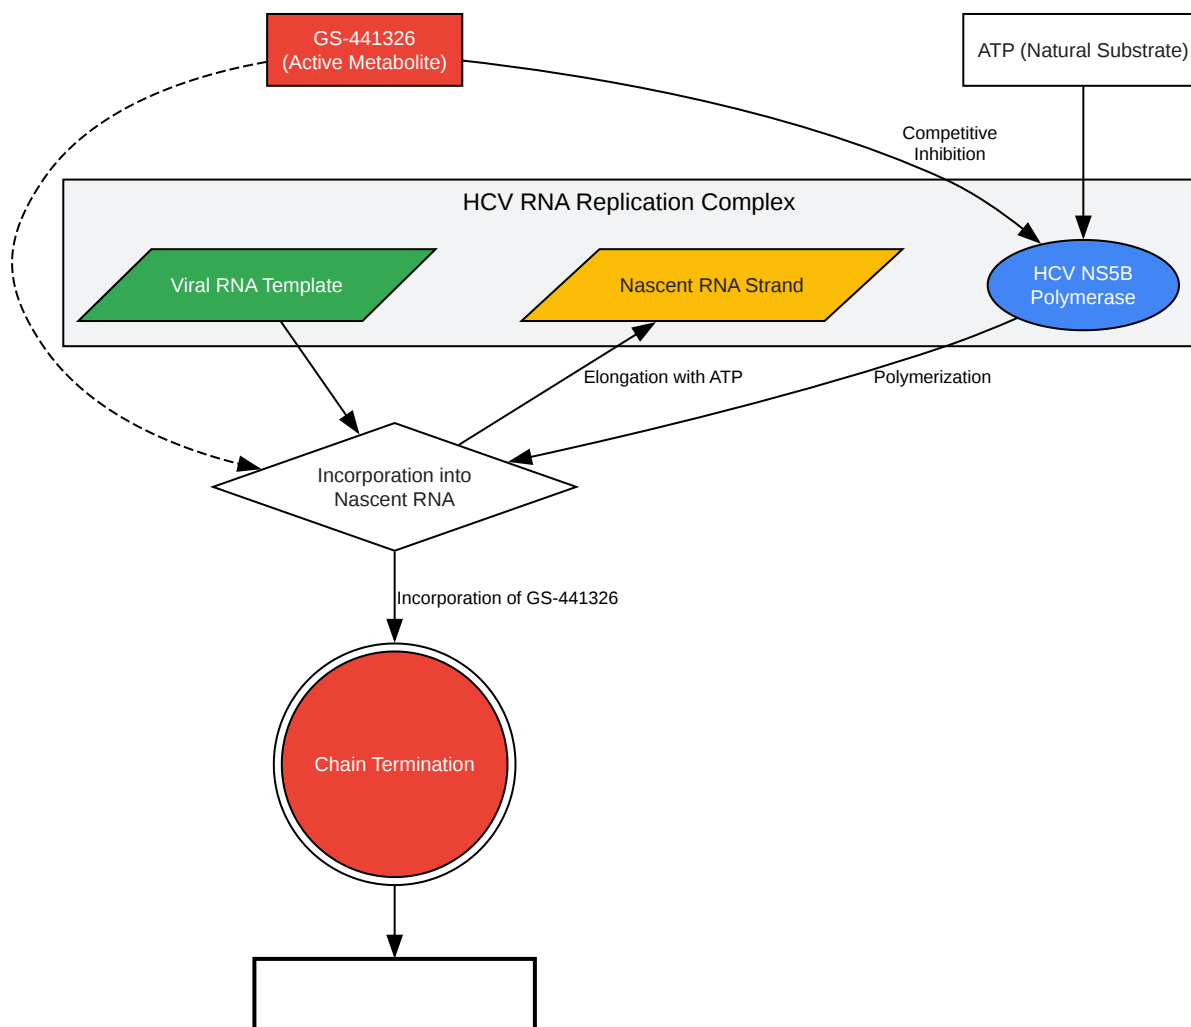 GS-441326
(Active Metabolite)
ATP (Natural Substrate)
Competitive
Inhibition
HCV RNA Replication Complex
Viral RNA Template
Nascent RNA Strand
HCV NS5B
Polymerase
Elongation with ATP
Polymerization
Incorporation into
Nascent RNA
Incorporation of GS-441326
Chain Termination